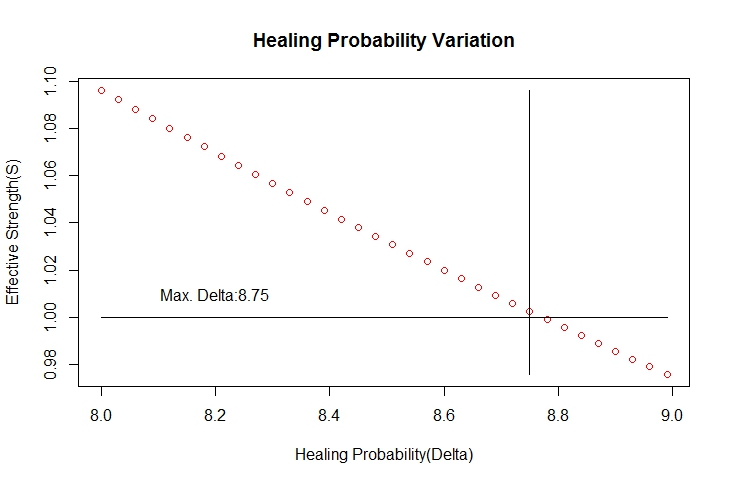 Healing Probability Variation
Effective Strength(S)
1.10
1.08
1.06
1.04
1.02
1.00
0.98
Max. Delta:8.75
8.0 8.2 8.4 8.6 8.8 9.0
Healing Probability(Delta)